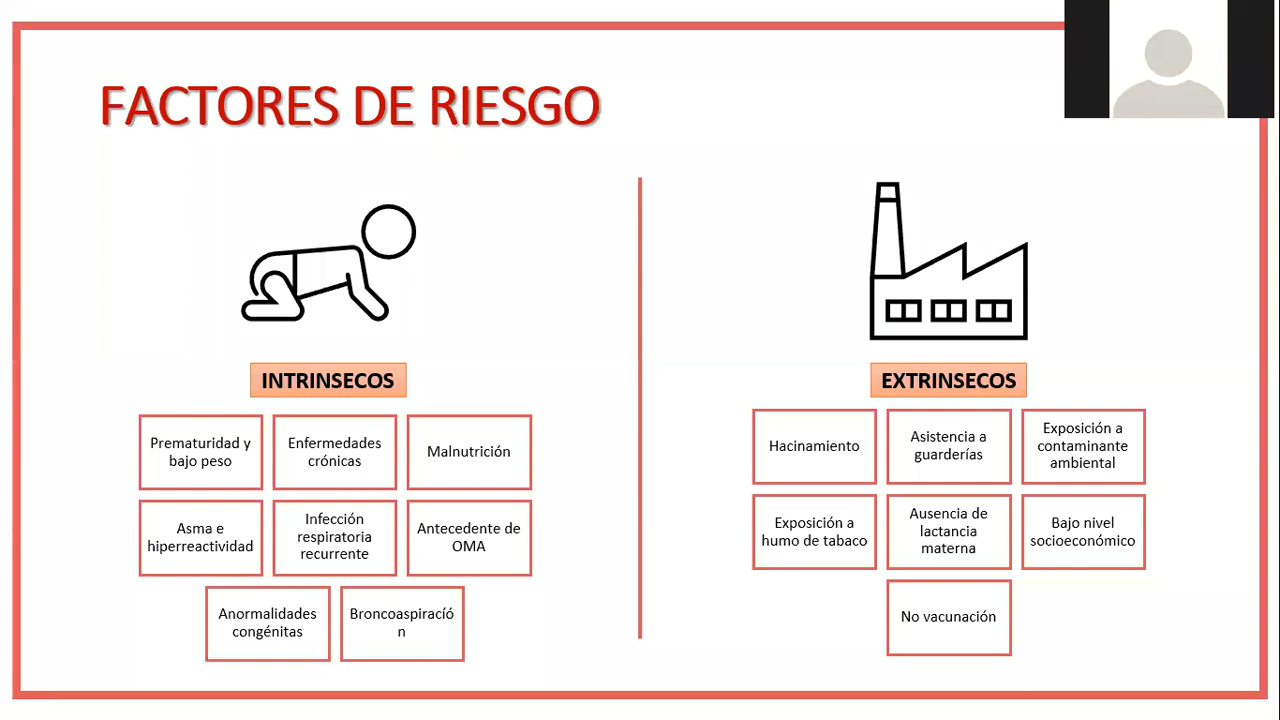 FACTORES DE RIESGO
INTRINSECOS
Prematuridad y
bajo peso
Enfermedades
crónicas
Malnutrición
Asma e
hiperreactividad
Infección
respiratoria
recurrente
Antecedente de
OMA
Anormalidades
congénitas
Broncoaspiració
n
EXTRINSECOS
Hacinamiento
Asistencia a
guarderías
Exposición a
contaminante
ambiental
Exposición a
humo de tabaco
Ausencia de
lactancia
materna
Bajo nivel
socioeconómico
No vacunación